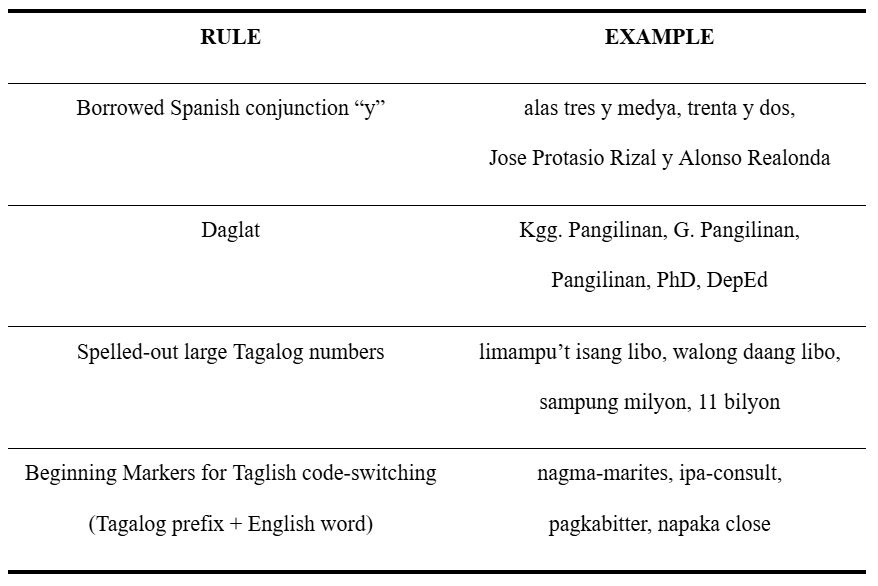 RULE EXAMPLE
Borrowed Spanish conjunction “y” alas tres y medya, trenta y dos,
Jose Protasio Rizal y Alonso Realonda
Daglat Kgg. Pangilinan, G. Pangilinan,
Pangilinan, PhD, DepEd
Spelled-out large Tagalog numbers limampu’t isang libo, walong daang libo,
sampung milyon, 11 bilyon
Beginning Markers for Taglish code-switching nagma-marites, ipa-consult,
(Tagalog prefix + English word) pagkabitter, napaka close